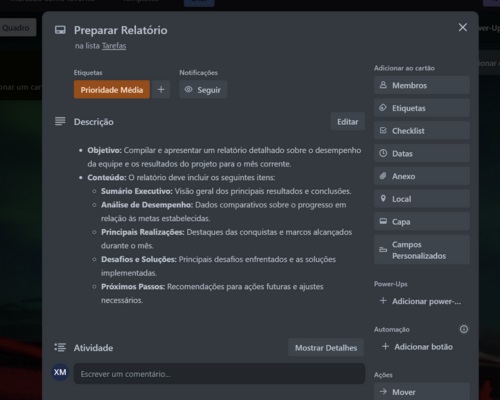 Quadro
Preparar Relatório
na lista Tarefas
Etiquetas
Notificações
Prioridade Média
+
Seguir
Descrição
Editar
• Objetivo: Compilar e apresentar um relatório detalhado sobre o desempenho
da equipe e os resultados do projeto para o mês corrente.
• Conteúdo: O relatório deve incluir os seguintes itens:
○ Sumário Executivo: Visão geral dos principais resultados e conclusões.
○ Análise de Desempenho: Dados comparativos sobre o progresso em
relação às metas estabelecidas.
○ Principais Realizações: Destaques das conquistas e marcos alcançados
durante o mês.
○ Desafios e Soluções: Principais desafios enfrentados e as soluções
implementadas.
○ Próximos Passos: Recomendações para ações futuras e ajustes
necessários.
Atividade
Mostrar Detalhes
XM
Escrever um comentário...
Adicionar ao cartão
Membros
Etiquetas
Checklist
Datas
Anexo
Local
Capa
Campos
Personalizados
Power-Ups
+ Adicionar power-...
Automação
+ Adicionar botão
Ações
Mover